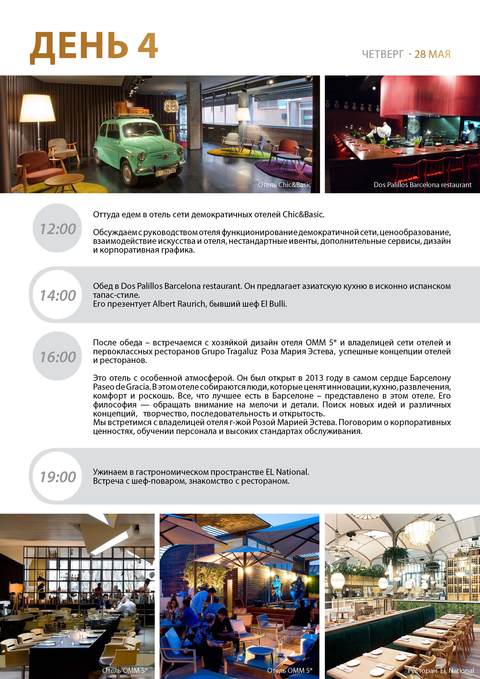 ДЕНЬ 4
ЧЕТВЕРГ · 28 МАЯ
Отель Chic&Basic
Dos Palillos Barcelona restaurant
12:00
Оттуда едем в отель сети демократичных отелей Chic&Basic.
Обсуждаем с руководством отеля функционирование демократичной сети, ценообразование,
взаимодействие искусства и отеля, нестандартные ивенты, дополнительные сервисы, дизайн
и корпоративная графика.
14:00
Обед в Dos Palillos Barcelona restaurant. Он предлагает азиатскую кухню в исконно испанском
тапас-стиле.
Его презентует Albert Raurich, бывший шеф El Bulli.
16:00
После обеда – встречаемся с хозяйкой дизайн отеля ОММ 5* и владелицей сети отелей и
первоклассных ресторанов Grupo Tragaluz Роза Мария Эстева, успешные концепции отелей
и ресторанов.
Это отель с особенной атмосферой. Он был открыт в 2013 году в самом сердце Барселону
Paseo de Gracia. В этом отеле собираются люди, которые ценят инновации, кухню, развлечения,
комфорт и роскошь. Все, что лучшее есть в Барселоне – представлено в этом отеле. Его
философия — обращать внимание на мелочи и детали. Поиск новых идей и различных
концепций, творчество, последовательность и открытость.
Мы встретимся с владелицей отеля г-жой Розой Марией Эстева. Поговорим о корпоративных
ценностях, обучении персонала и высоких стандартах обслуживания.
19:00
Ужинаем в гастрономическом пространстве EL National.
Встреча с шеф-поваром, знакомство с рестораном.
Отель ОММ 5*
Отель ОММ 5*
Ресторан EL National